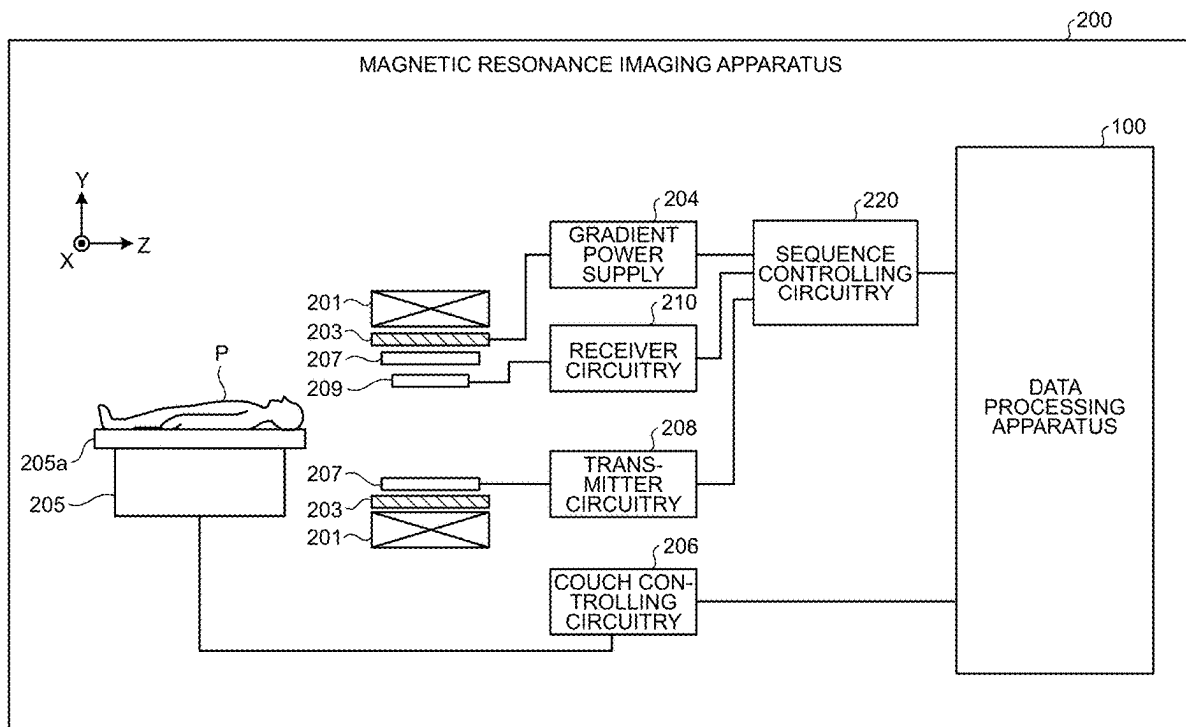 200
MAGNETIC RESONANCE IMAGING APPARATUS
100
Y
Z
X
204
GRADIENT
POWER
SUPPLY
220
SEQUENCE
CONTROLLING
CIRCUITRY
201
203
207
209
210
RECEIVER
CIRCUITRY
P
205a
205
DATA
PROCESSING
APPARATUS
208
TRANS-
MITTER
CIRCUITRY
207
203
201
206
COUCH CON-
TROLLING
CIRCUITRY